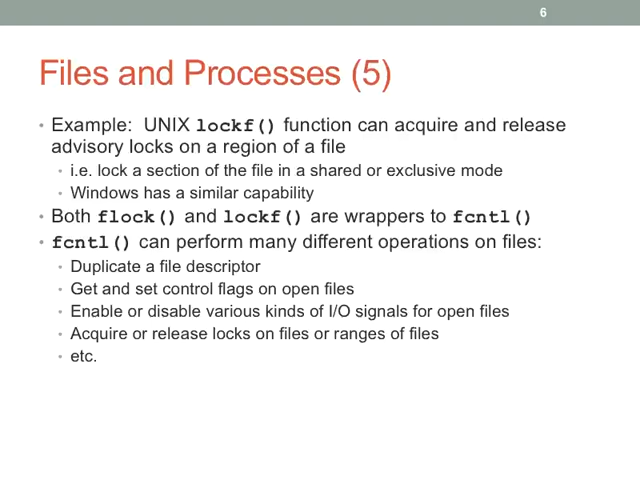 6
Files and Processes (5)
• Example: UNIX lockf() function can acquire and release
advisory locks on a region of a file
• i.e. lock a section of the file in a shared or exclusive mode
• Windows has a similar capability
• Both flock() and lockf() are wrappers to fcntl()
• fcntl() can perform many different operations on files:
• Duplicate a file descriptor
• Get and set control flags on open files
• Enable or disable various kinds of I/O signals for open files
• Acquire or release locks on files or ranges of files
• etc.